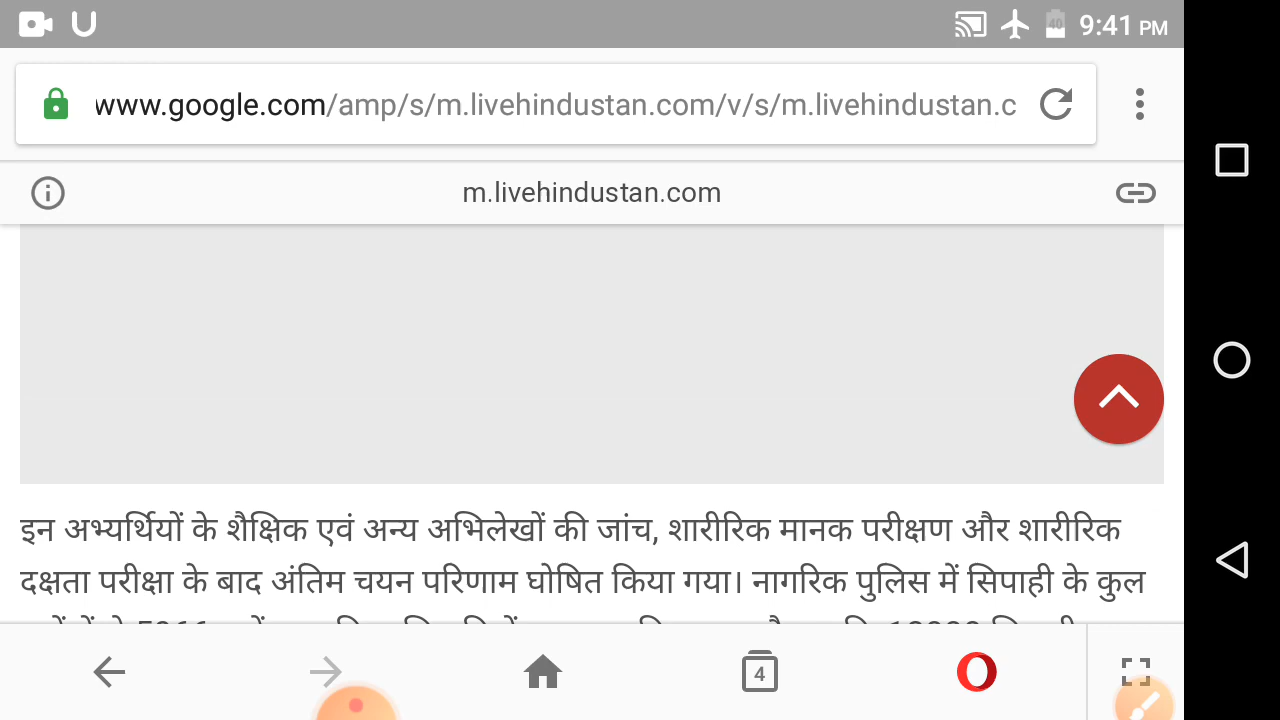 40 9:41 PM
www.google.com/amp/s/m.livehindustan.com/v/s/m.livehindustan.c
m.livehindustan.com
इन अभ्यर्थियों के शैक्षिक एवं अन्य अभिलेखों की जांच, शारीरिक मानक परीक्षण और शारीरिक
दक्षता परीक्षा के बाद अंतिम चयन परिणाम घोषित किया गया। नागरिक पुलिस में सिपाही के कुल
4